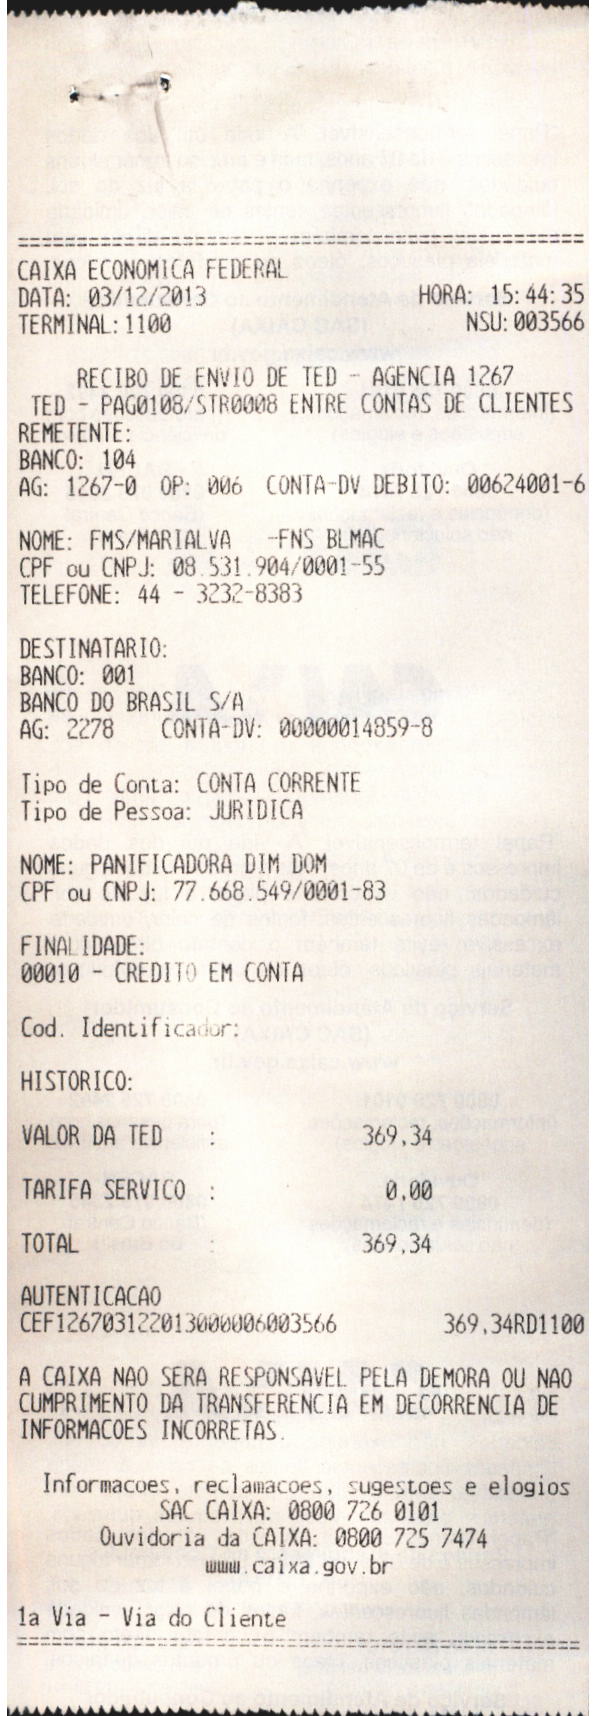 CAIXA ECONOMICA FEDERAL
DATA: 03/12/2013 HORA: 15:44:35
TERMINAL:1100 NSU:003566
RECIBO DE ENVIO DE TED - AGENCIA 1267
TED - PAG0108/STR0008 ENTRE CONTAS DE CLIENTES
REMETENTE:
BANCO: 104
AG: 1267-0 OP: 006 CONTA-DV DEBITO: 00624001-6
NOME: FMS/MARIALVA -FNS BLMAC
CPF ou CNPJ: 08.531.904/0001-55
TELEFONE: 44 - 3232-8383
DESTINATARIO:
BANCO: 001
BANCO DO BRASIL S/A
AG: 2278 CONTA-DV: 00000014859-8
Tipo de Conta: CONTA CORRENTE
Tipo de Pessoa: JURIDICA
NOME: PANIFICADORA DIM DOM
CPF ou CNPJ: 77.668.549/0001-83
FINALIDADE:
00010 - CREDITO EM CONTA
Cod. Identificador:
HISTORICO:
VALOR DA TED : 369,34
TARIFA SERVICO : 0,00
TOTAL : 369,34
AUTENTICACAO
CEF1267031220130000006003566 369,34RD1100
A CAIXA NAO SERA RESPONSAVEL PELA DEMORA OU NAO
CUMPRIMENTO DA TRANSFERENCIA EM DECORRENCIA DE
INFORMACOES INCORRETAS.
Informacoes, reclamacoes, sugestoes e elogios
SAC CAIXA: 0800 726 0101
Ouvidoria da CAIXA: 0800 725 7474
www.caixa.gov.br
1a Via - Via do Cliente